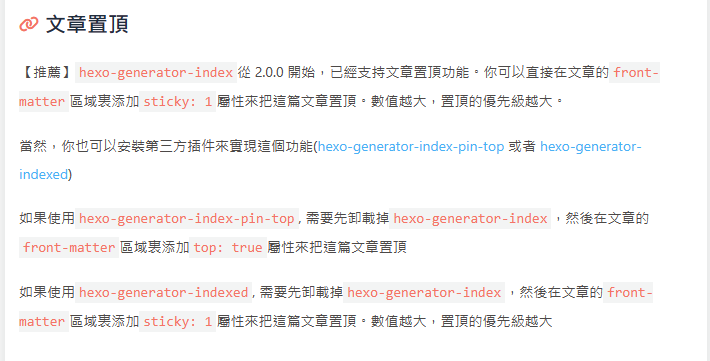 文章置頂
【推薦】hexo-generator-index 從 2.0.0 開始，已經支持文章置頂功能。你可以直接在文章的 front-
matter 區域裏添加 sticky: 1 屬性來把這篇文章置頂。數值越大，置頂的優先級越大。
當然，你也可以安裝第三方插件來實現這個功能(hexo-generator-index-pin-top 或者 hexo-generator-
indexed)
如果使用 hexo-generator-index-pin-top, 需要先卸載掉 hexo-generator-index，然後在文章的
front-matter 區域裏添加 top: true 屬性來把這篇文章置頂
如果使用 hexo-generator-indexed, 需要先卸載掉 hexo-generator-index ，然後在文章的 front-
matter 區域裏添加 sticky: 1 屬性來把這篇文章置頂。數值越大，置頂的優先級越大